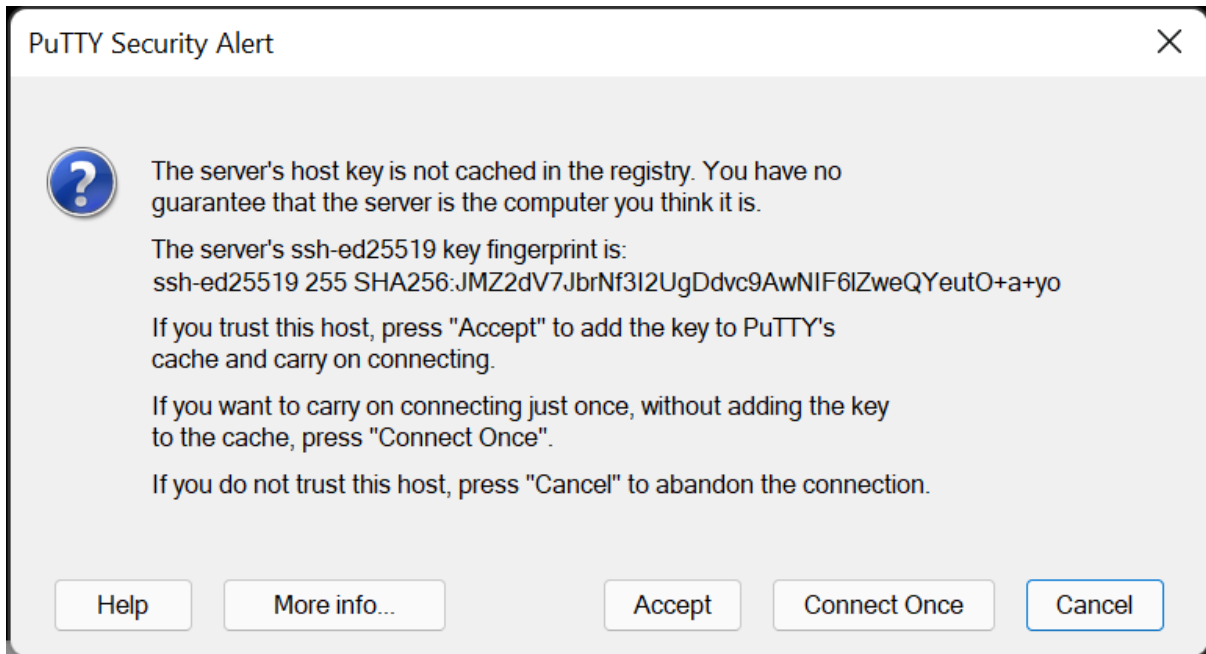 PuTTY Security Alert
The server's host key is not cached in the registry. You have no
guarantee that the server is the computer you think it is.
The server's ssh-ed25519 key fingerprint is:
ssh-ed25519 255 SHA256:JMZ2dV7JbrNf3I2UgDdvc9AwNIF6lZweQYeutO+a+yo
If you trust this host, press "Accept" to add the key to PuTTY's
cache and carry on connecting.
If you want to carry on connecting just once, without adding the key
to the cache, press "Connect Once".
If you do not trust this host, press "Cancel" to abandon the connection.
Help More info... Accept Connect Once Cancel